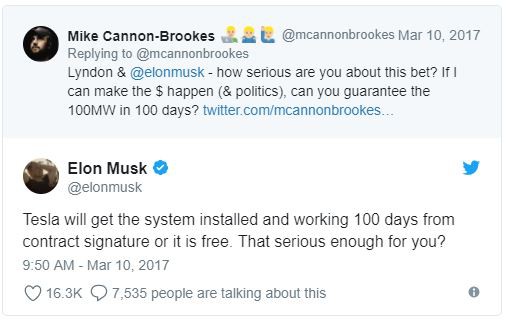 Mike Cannon-Brookes 👨🏼‍💻 @mcannonbrookes Mar 10, 2017
Replying to @mcannonbrookes
Lyndon & @elonmusk - how serious are you about this bet? If I
can make the $ happen (& politics), can you guarantee the
100MW in 100 days? twitter.com/mcannonbrookes…
Elon Musk
@elonmusk
Tesla will get the system installed and working 100 days from
contract signature or it is free. That serious enough for you?
9:50 AM - Mar 10, 2017
16.3K 7,535 people are talking about this